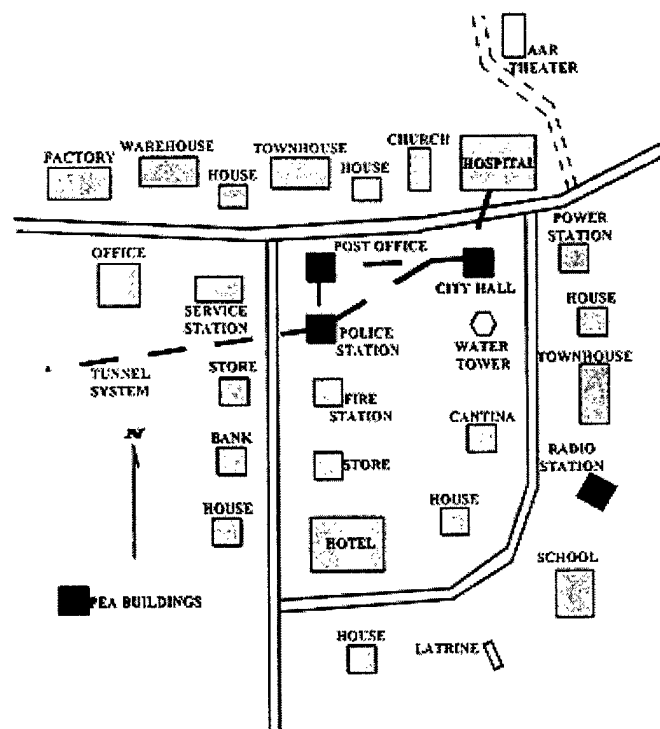 AAR
THEATER
CHURCH
WAREHOUSE
TOWNHOUSE
FACTORY
HOUSE
HOUSE
HOSPITAL
POWER
STATION
POST OFFICE
OFFICE
CITY HALL
SERVICE
STATION
HOUSE
POLICE
STATION
WATER
TOWER
TOWNHOUSE
TUNNEL
SYSTEM
STORE
FIRE
STATION
CANTINA
N
BANK
STORE
RADIO
STATION
HOUSE
HOUSE
HOTEL
SCHOOL
PEA BUILDINGS
HOUSE
LATRINE